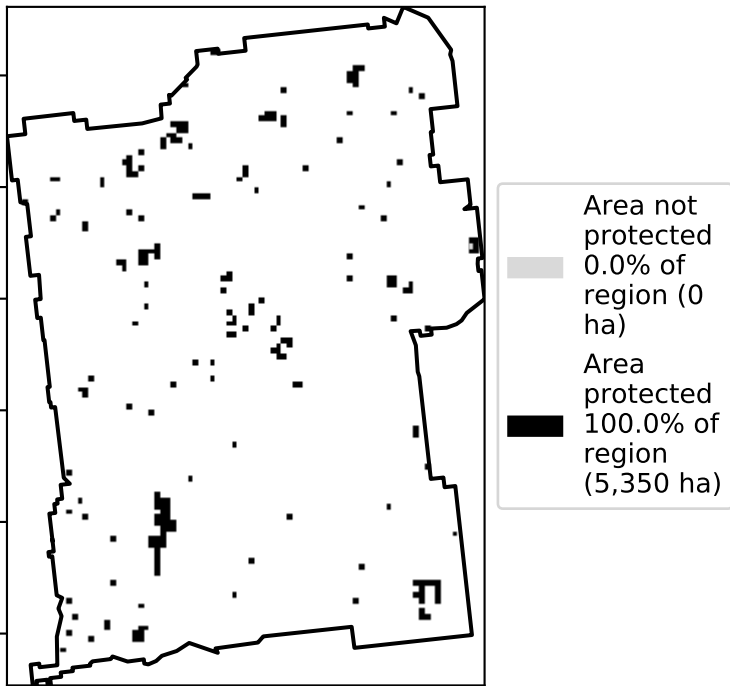 Area not
protected
0.0% of
region (0
ha)
Area
protected
100.0% of
region
(5,350 ha)